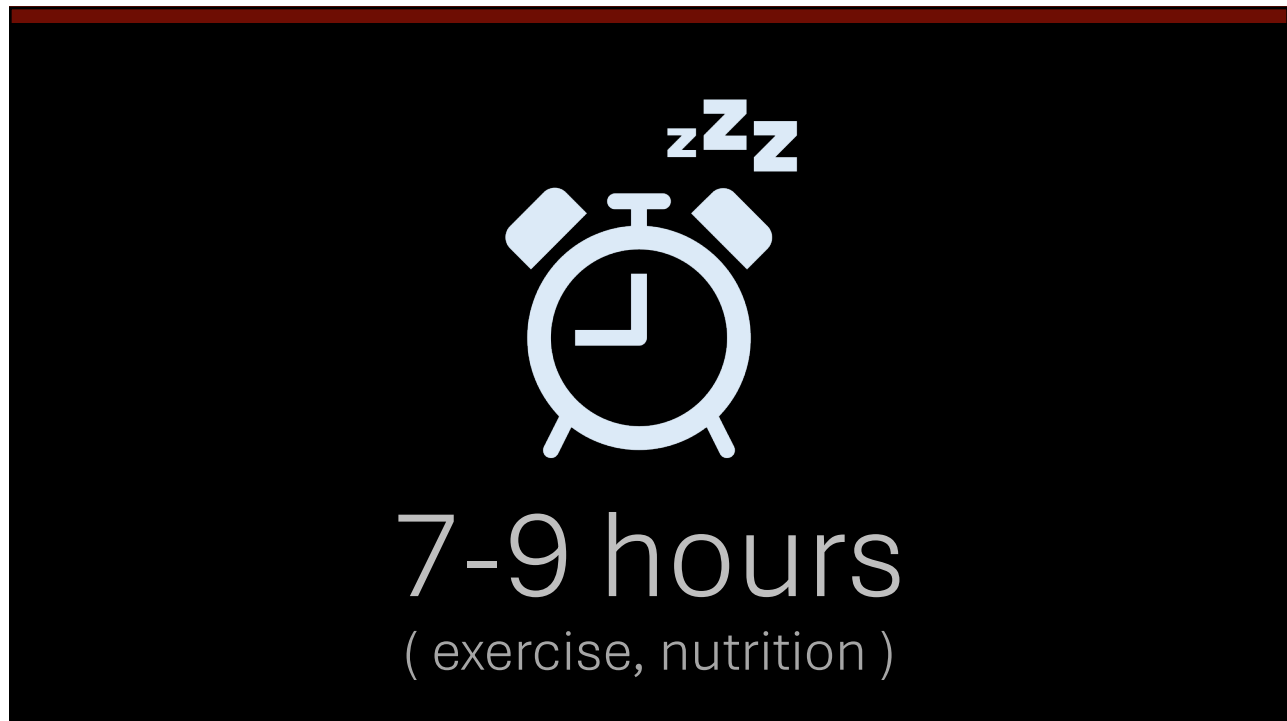 zzz
7-9 hours
( exercise, nutrition )